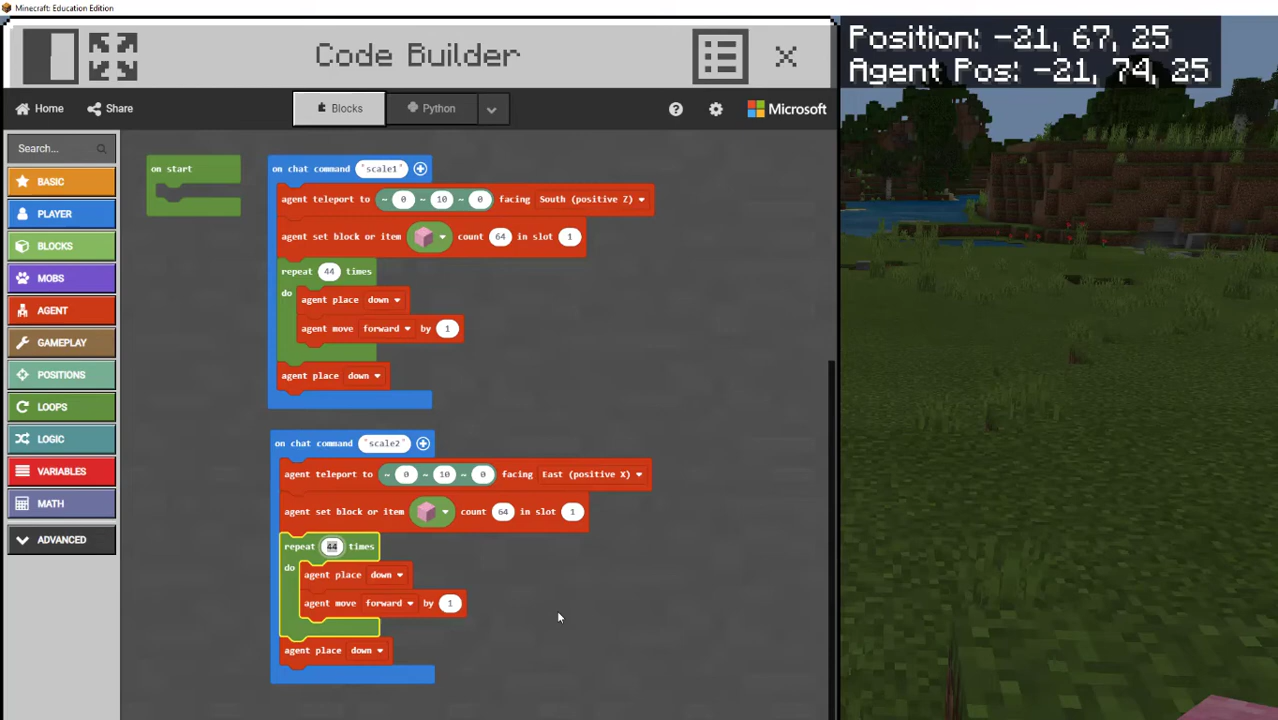 Minecraft: Education Edition
Code Builder
Position: -21, 67, 25
Agent Pos: -21, 74, 25
Home
Share
Blocks
Python
?
Microsoft
Search...
BASIC
PLAYER
BLOCKS
MOBS
AGENT
GAMEPLAY
POSITIONS
LOOPS
LOGIC
VARIABLES
MATH
ADVANCED
on start
on chat command "scale1"
agent teleport to ~ 0 ~ 10 ~ 0 facing South (positive Z)
agent set block or item count 64 in slot 1
repeat 44 times
do
agent place down
agent move forward by 1
agent place down
on chat command "scale2"
agent teleport to ~ 0 ~ 10 ~ 0 facing East (positive X)
agent set block or item count 64 in slot 1
repeat 44 times
do
agent place down
agent move forward by 1
agent place down